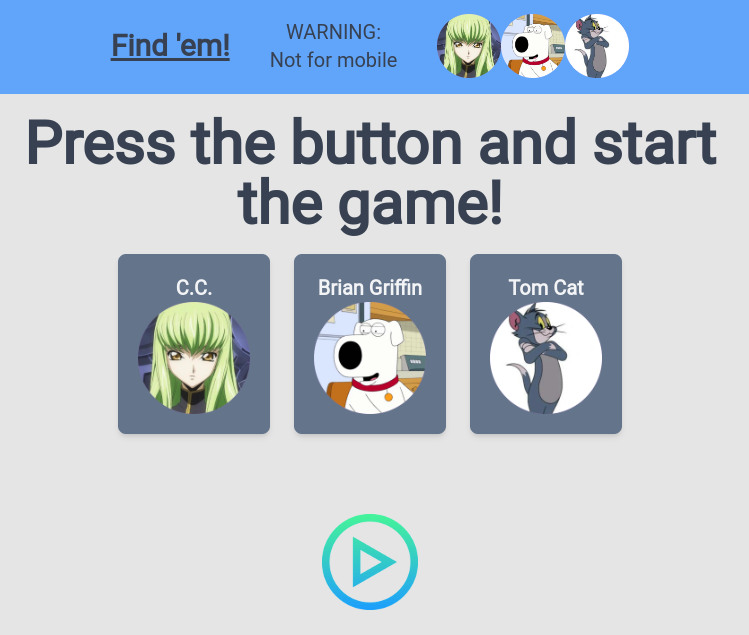 Find 'em!
WARNING:
Not for mobile
Press the button and start
the game!
C.C.
Brian Griffin
Tom Cat